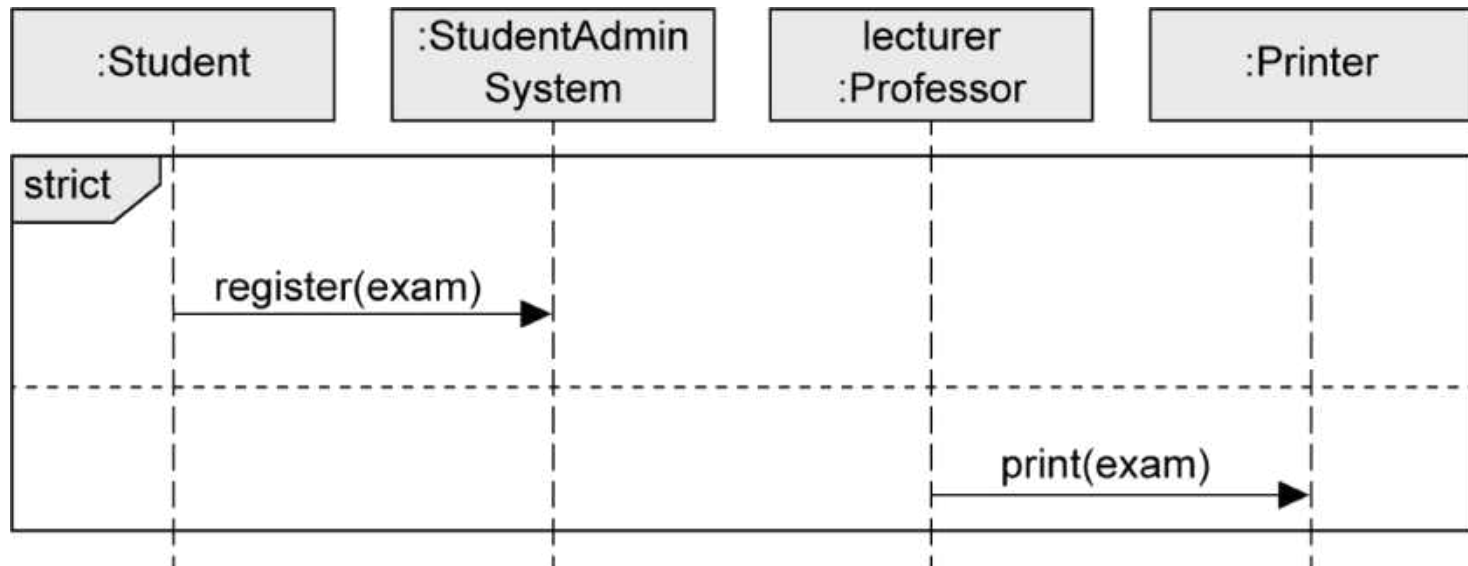 :Student
:StudentAdmin
System
lecturer
:Professor
:Printer
strict
register(exam)
print(exam)